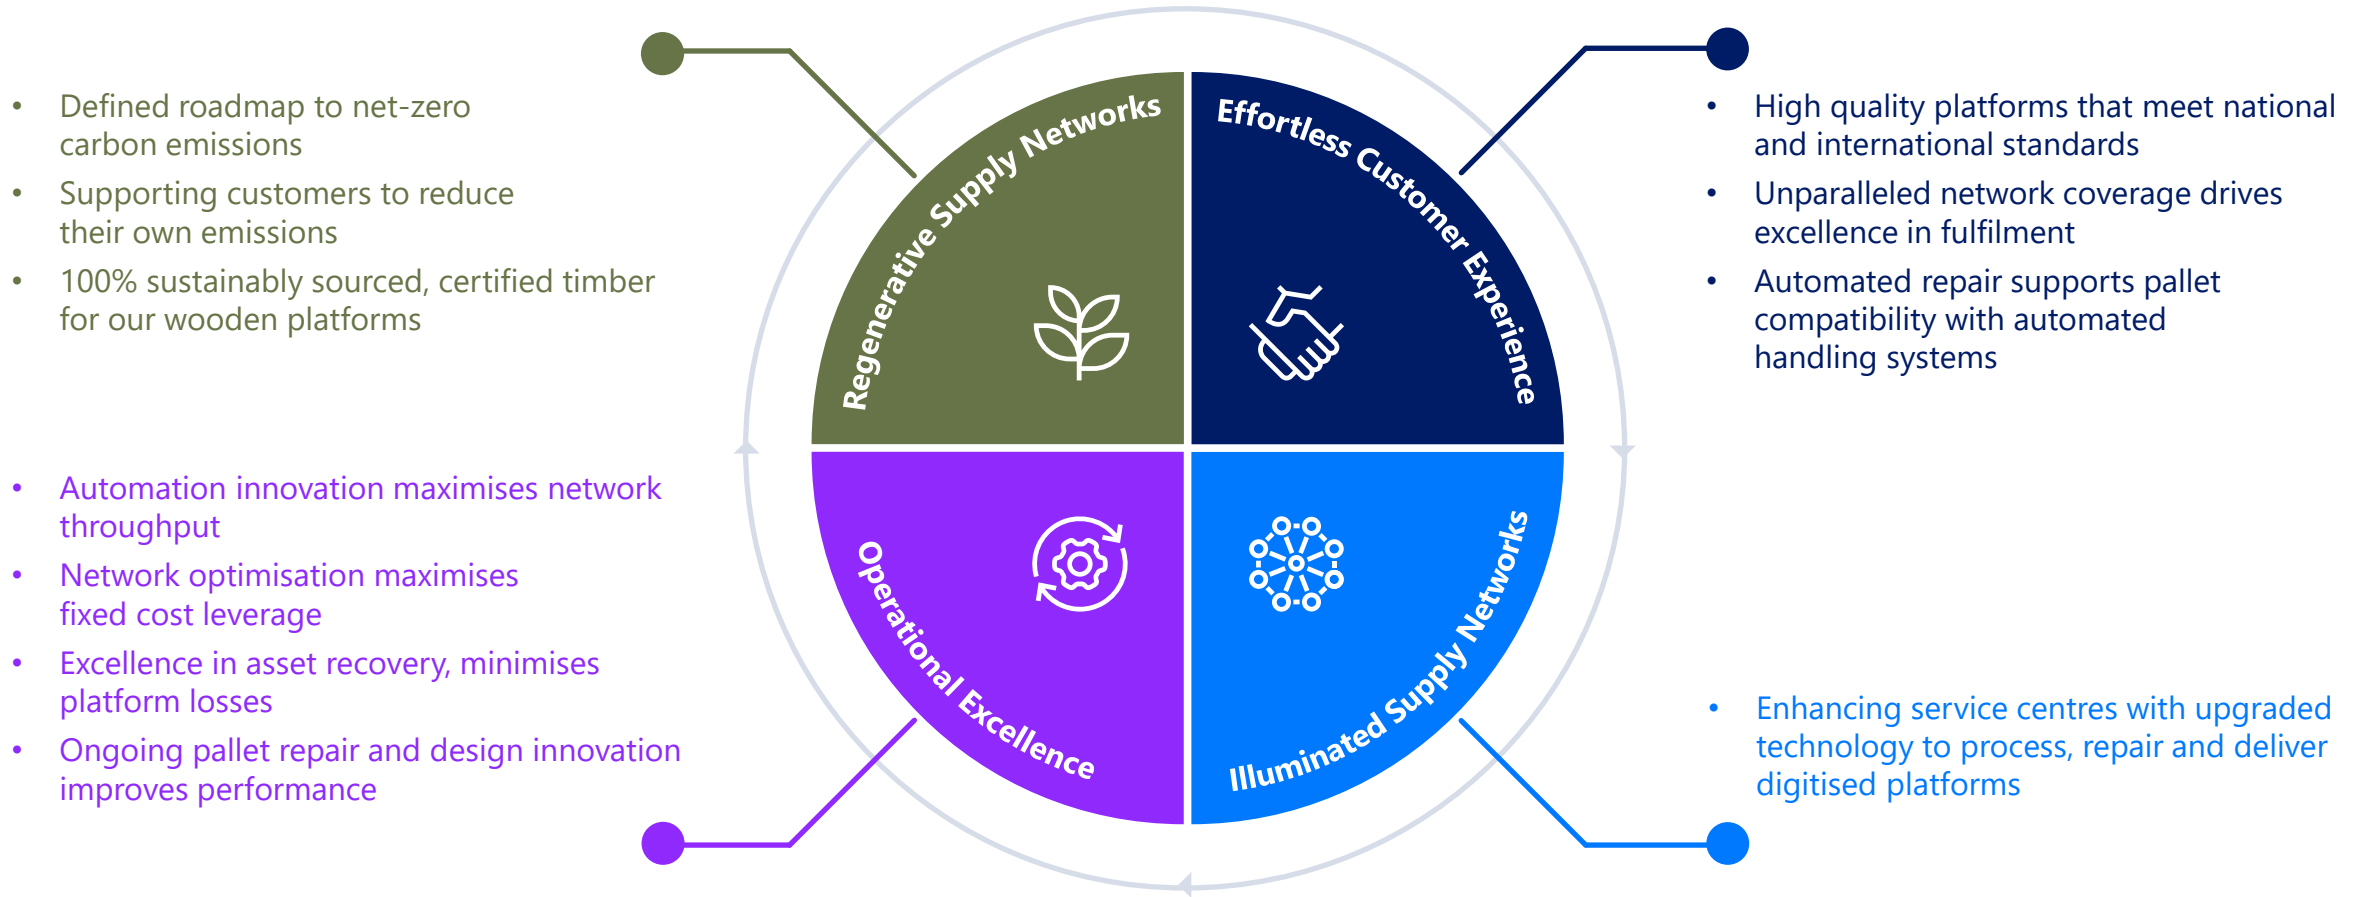 Regenerative Supply Networks
• Defined roadmap to net-zero
carbon emissions
• Supporting customers to reduce
their own emissions
• 100% sustainably sourced, certified timber
for our wooden platforms
Effortless Customer Experience
• High quality platforms that meet national
and international standards
• Unparalleled network coverage drives
excellence in fulfilment
• Automated repair supports pallet
compatibility with automated
handling systems
Operational Excellence
• Automation innovation maximises network
throughput
• Network optimisation maximises
fixed cost leverage
• Excellence in asset recovery, minimises
platform losses
• Ongoing pallet repair and design innovation
improves performance
Illuminated Supply Networks
• Enhancing service centres with upgraded
technology to process, repair and deliver
digitised platforms